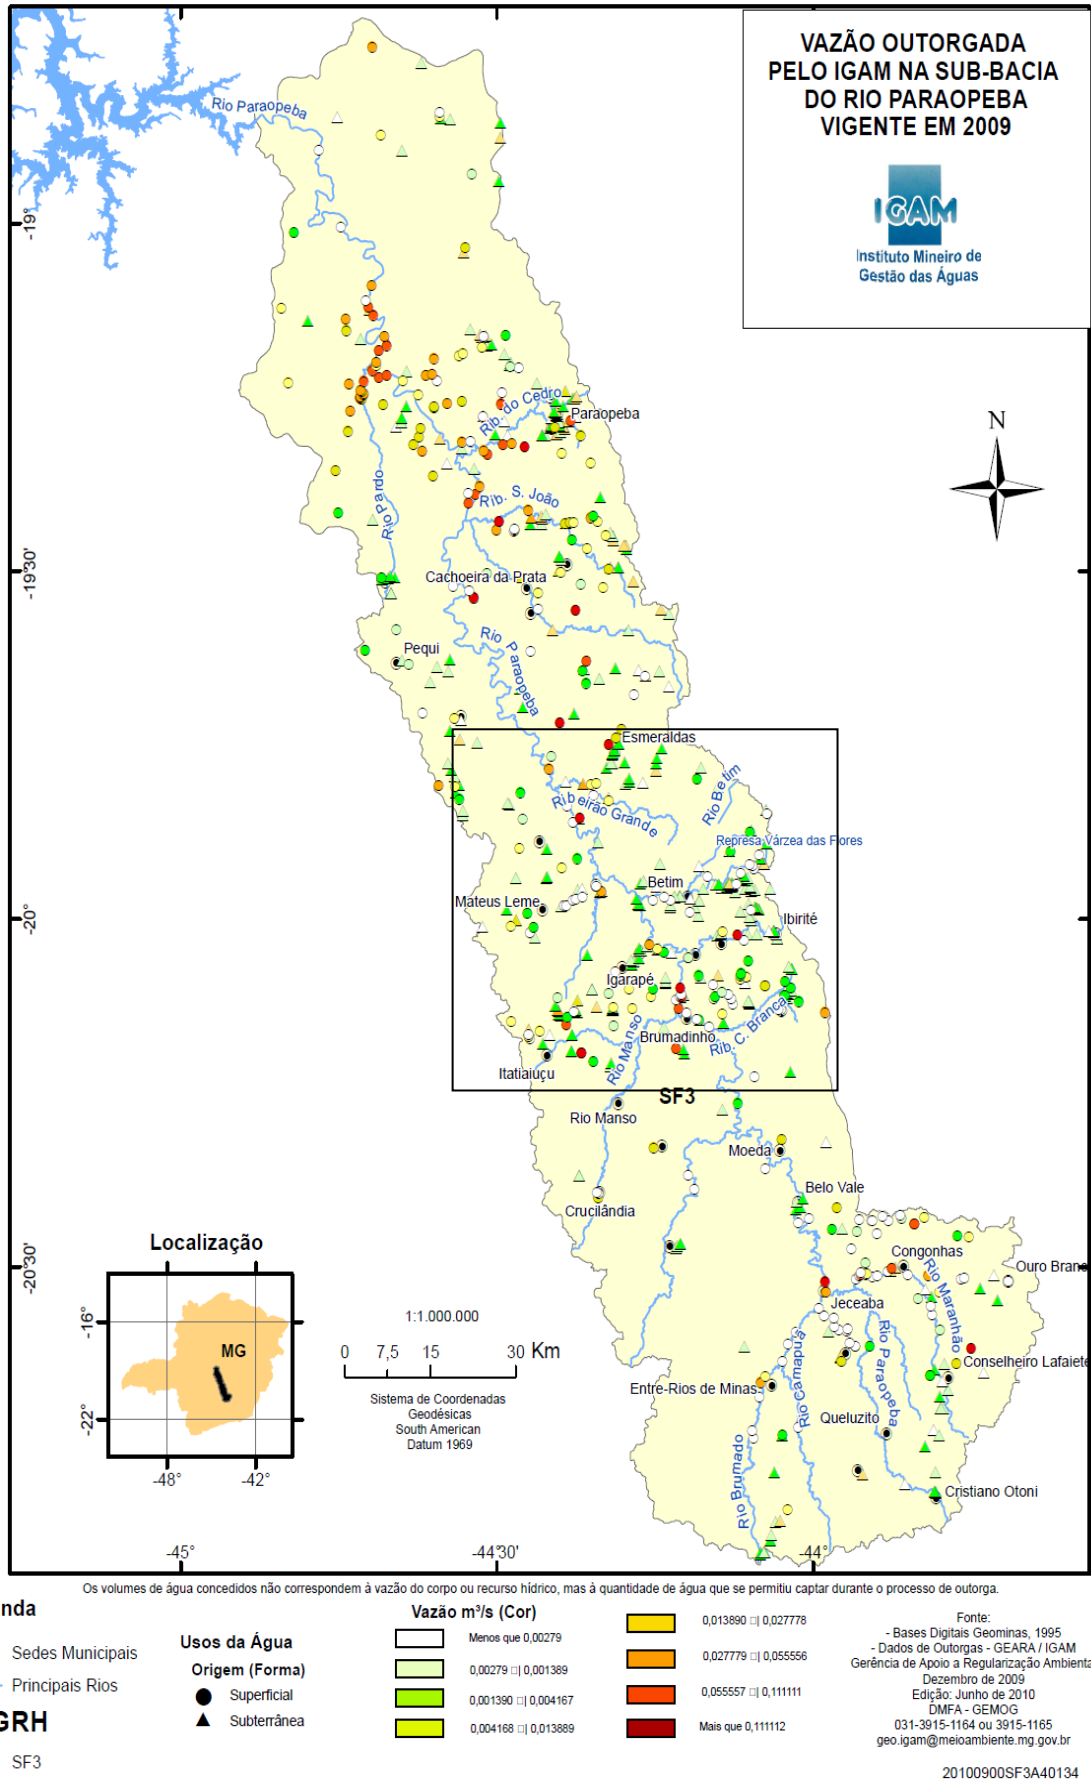 VAZÃO OUTORGADA
PELO IGAM NA SUB-BACIA
DO RIO PARAOPEBA
VIGENTE EM 2009
IGAM
Instituto Mineiro de
Gestão das Águas
Rio Paraopeba
-19°
Rib. do Cedro
Paraopeba
N
Rio Pardo
Rib. S. João
-19°30'
Cachoeira da Prata
Rio Paraopeba
Pequi
Esmeraldas
Rio Betim
Ribeirão Grande
Represa Várzea das Flores
Betim
Mateus Leme
-20°
Ibirité
Igarapé
Rio Manso
Brumadinho
Rib. C. Branca
Itatiaiuçu
SF3
Rio Manso
Moeda
Belo Vale
Crucilândia
Localização
Congonhas
-20°30'
Ouro Branc
Rio Maranhão
Jeceaba
1:1.000.000
-16°
MG
0 7,5 15 30 Km
Rio Camapuá
Rio Paraopeba
Conselheiro Lafaiete
Entre-Rios de Minas
Sistema de Coordenadas
Geodésicas
South American
Datum 1969
Queluzito
-22°
-48° -42°
Rio Brumado
Cristiano Otoni
-45° -44°30' -44°
Os volumes de água concedidos não correspondem à vazão do corpo ou recurso hídrico, mas à quantidade de água que se permitiu captar durante o processo de outorga.
nda
Sedes Municipais
Principais Rios
GRH
SF3
Usos da Água
Origem (Forma)
Superficial
Subterrânea
Vazão m³/s (Cor)
Menos que 0,00279
0,00279 □| 0,001389
0,001390 □| 0,004167
0,004168 □| 0,013889
0,013890 □| 0,027778
0,027779 □| 0,055556
0,055557 □| 0,111111
Mais que 0,111112
Fonte:
- Bases Digitais Geominas, 1995
- Dados de Outorgas - GEARA / IGAM
Gerência de Apoio a Regularização Ambienta
Dezembro de 2009
Edição: Junho de 2010
DMFA - GEMOG
031-3915-1164 ou 3915-1165
geo.igam@meioambiente.mg.gov.br
20100900SF3A40134